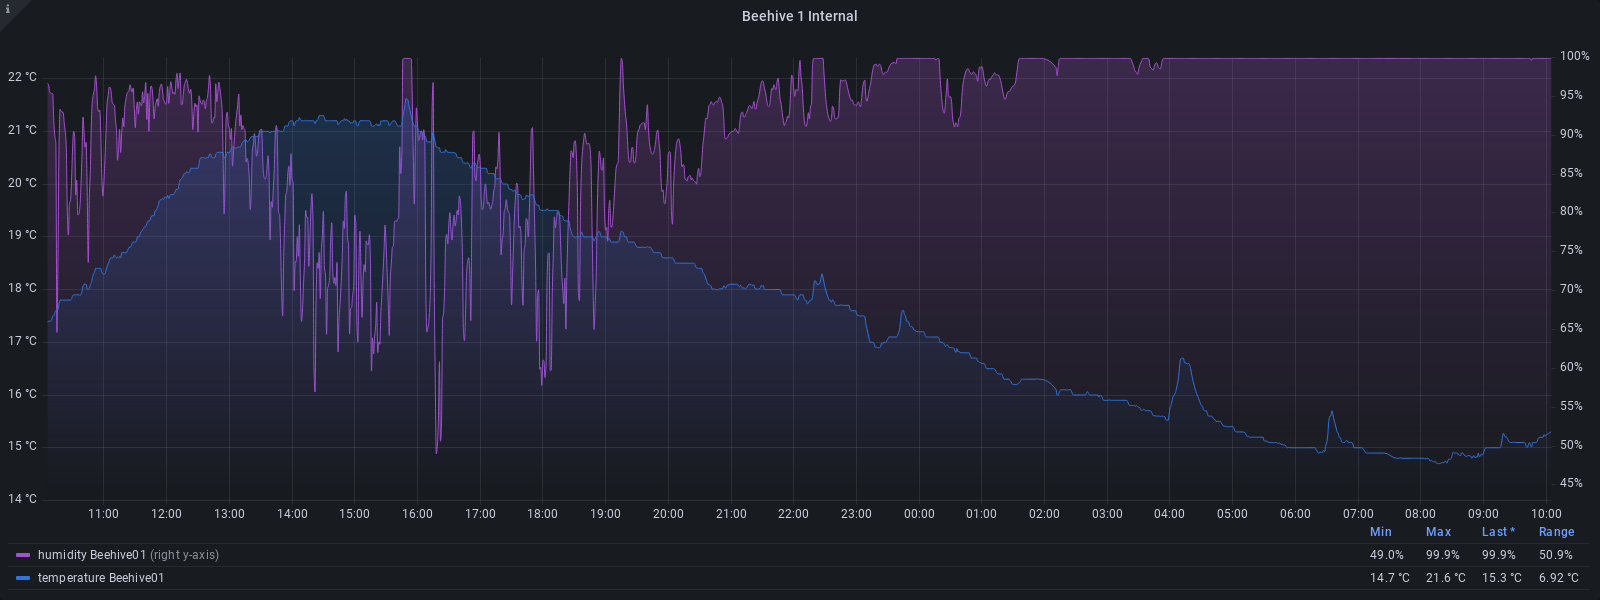 i
Beehive 1 Internal
22 °C
21 °C
20 °C
19 °C
18 °C
17 °C
16 °C
15 °C
14 °C
100%
95%
90%
85%
80%
75%
70%
65%
60%
55%
50%
45%
11:00 12:00 13:00 14:00 15:00 16:00 17:00 18:00 19:00 20:00 21:00 22:00 23:00 00:00 01:00 02:00 03:00 04:00 05:00 06:00 07:00 08:00 09:00 10:00
Min Max Last * Range
humidity Beehive01 (right y-axis) 49.0% 99.9% 99.9% 50.9%
temperature Beehive01 14.7 °C 21.6 °C 15.3 °C 6.92 °C